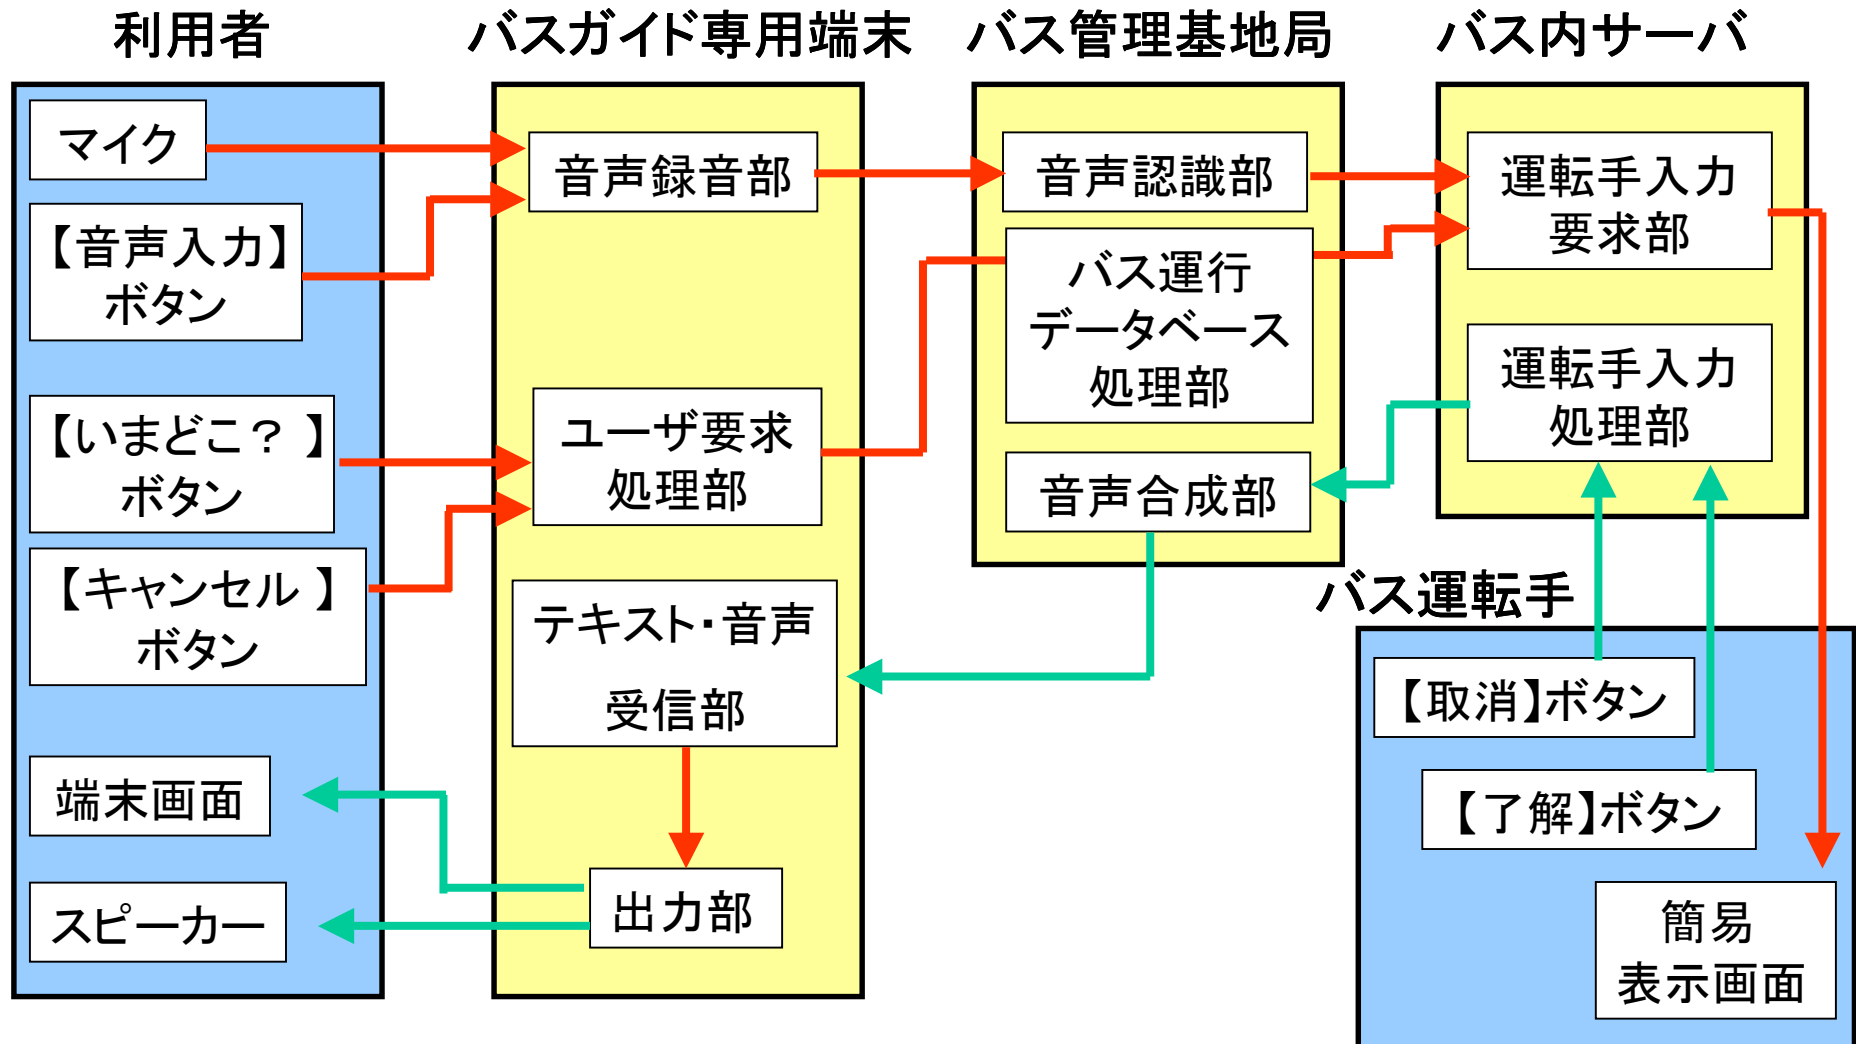 利用者
バスガイド専用端末
バス管理基地局
バス内サーバ
マイク
【音声入力】
ボタン
【いまどこ？】
ボタン
【キャンセル】
ボタン
端末画面
スピーカー
音声録音部
ユーザ要求
処理部
テキスト・音声
受信部
出力部
音声認識部
バス運行
データベース
処理部
音声合成部
運転手入力
要求部
運転手入力
処理部
バス運転手
【取消】ボタン
【了解】ボタン
簡易
表示画面